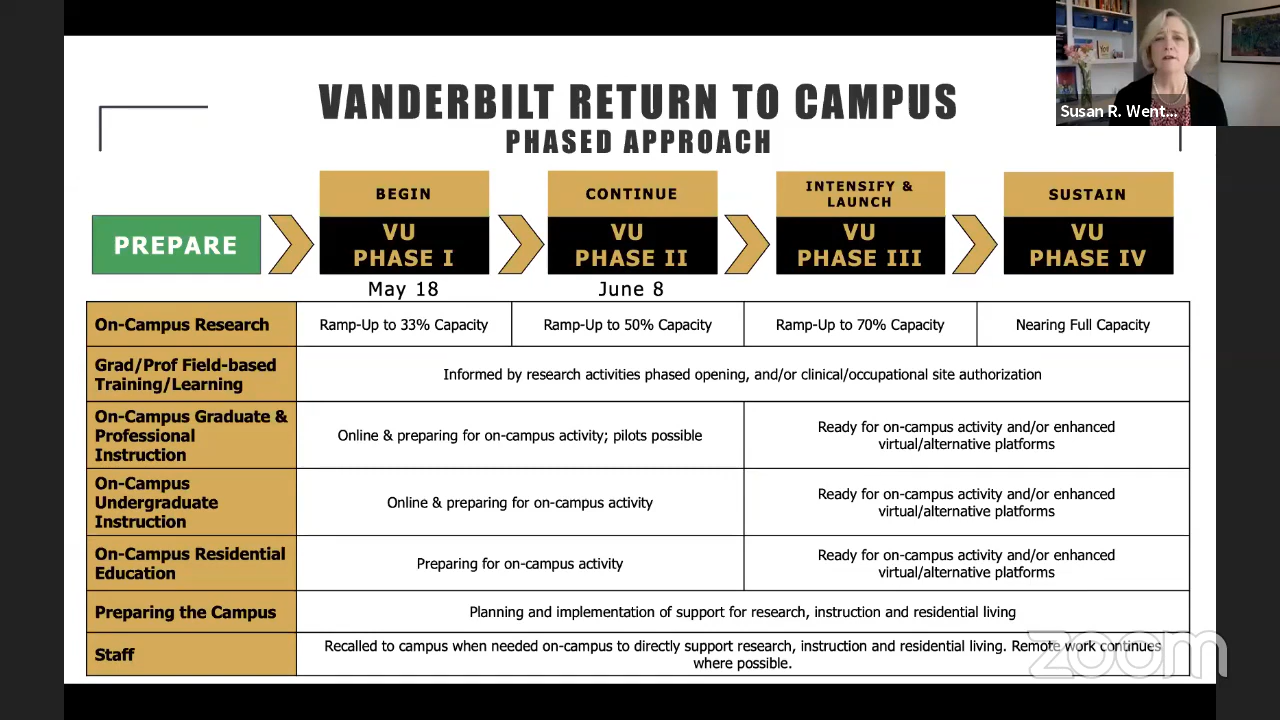 Susan R. Went...
VANDERBILT RETURN TO CAMPUS
PHASED APPROACH
PREPARE
BEGIN
VU
PHASE I
May 18
CONTINUE
VU
PHASE II
June 8
INTENSIFY &
LAUNCH
VU
PHASE III
SUSTAIN
VU
PHASE IV
On-Campus Research
Ramp-Up to 33% Capacity
Ramp-Up to 50% Capacity
Ramp-Up to 70% Capacity
Nearing Full Capacity
Grad/Prof Field-based
Training/Learning
Informed by research activities phased opening, and/or clinical/occupational site authorization
On-Campus Graduate &
Professional
Instruction
Online & preparing for on-campus activity; pilots possible
Ready for on-campus activity and/or enhanced
virtual/alternative platforms
On-Campus
Undergraduate
Instruction
Online & preparing for on-campus activity
Ready for on-campus activity and/or enhanced
virtual/alternative platforms
On-Campus Residential
Education
Preparing for on-campus activity
Ready for on-campus activity and/or enhanced
virtual/alternative platforms
Preparing the Campus
Planning and implementation of support for research, instruction and residential living
Staff
Recalled to campus when needed on-campus to directly support research, instruction and residential living. Remote work continues
where possible.
zoom